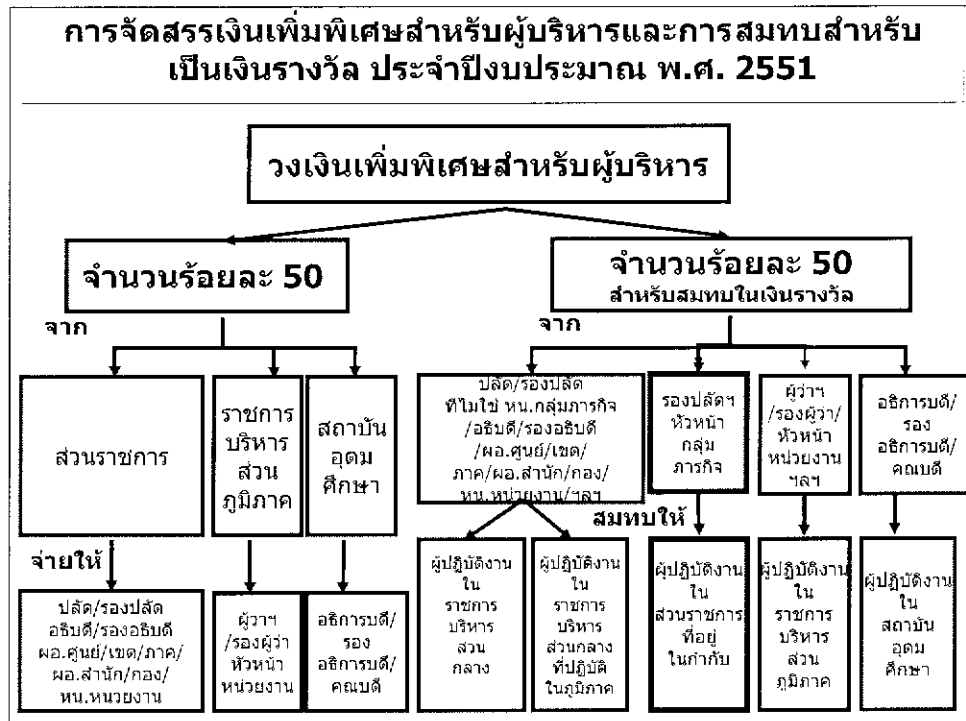 การจัดสรรเงินเพิ่มพิเศษสำหรับผู้บริหารและการสมทบสำหรับ
เป็นเงินรางวัล ประจำปีงบประมาณ พ.ศ. 2551
วงเงินเพิ่มพิเศษสำหรับผู้บริหาร
จำนวนร้อยละ 50
จำนวนร้อยละ 50
สำหรับสมทบในเงินรางวัล
จาก
จาก
ส่วนราชการ
ราชการ
บริหาร
ส่วน
ภูมิภาค
สถาบัน
อุดม
ศึกษา
ปลัด/รองปลัด
ที่ไม่ใช่ หน.กลุ่มภารกิจ
/อธิบดี/รองอธิบดี
/ผอ.ศูนย์/เขต/
ภาค/ผอ.สำนัก/กอง/
/หน.หน่วยงาน/ฯลฯ
รองปลัดฯ
หัวหน้า
กลุ่ม
ภารกิจ
ผู้ว่าฯ
/รองผู้ว่า/
หัวหน้า
หน่วยงาน
ฯลฯ
อธิการบดี/
รอง
อธิการบดี/
คณบดี
จ่ายให้
สมทบให้
ปลัด/รองปลัด
อธิบดี/รองอธิบดี
ผอ.ศูนย์/เขต/ภาค/
ผอ.สำนัก/กอง/
หน.หนวยงาน
ผู้วาฯ
/รองผู้ว่า
หัวหน้า
หน่วยงาน
อธิการบดี/
รอง
อธิการบดี/
คณบดี
ผู้ปฏิบัติงาน
ใน
ราชการ
บริหาร
ส่วน
กลาง
ผู้ปฏิบัติงาน
ใน
ราชการ
บริหาร
ส่วนกลาง
ที่ปฏิบัติ
ในภูมิภาค
ผู้ปฏิบัติงาน
ใน
ส่วนราชการ
ที่อยู่
ในกำกับ
ผู้ปฏิบัติงาน
ใน
ราชการ
บริหาร
ส่วน
ภูมิภาค
ผู้ปฏิบัติงาน
ใน
สถาบัน
อุดม
ศึกษา